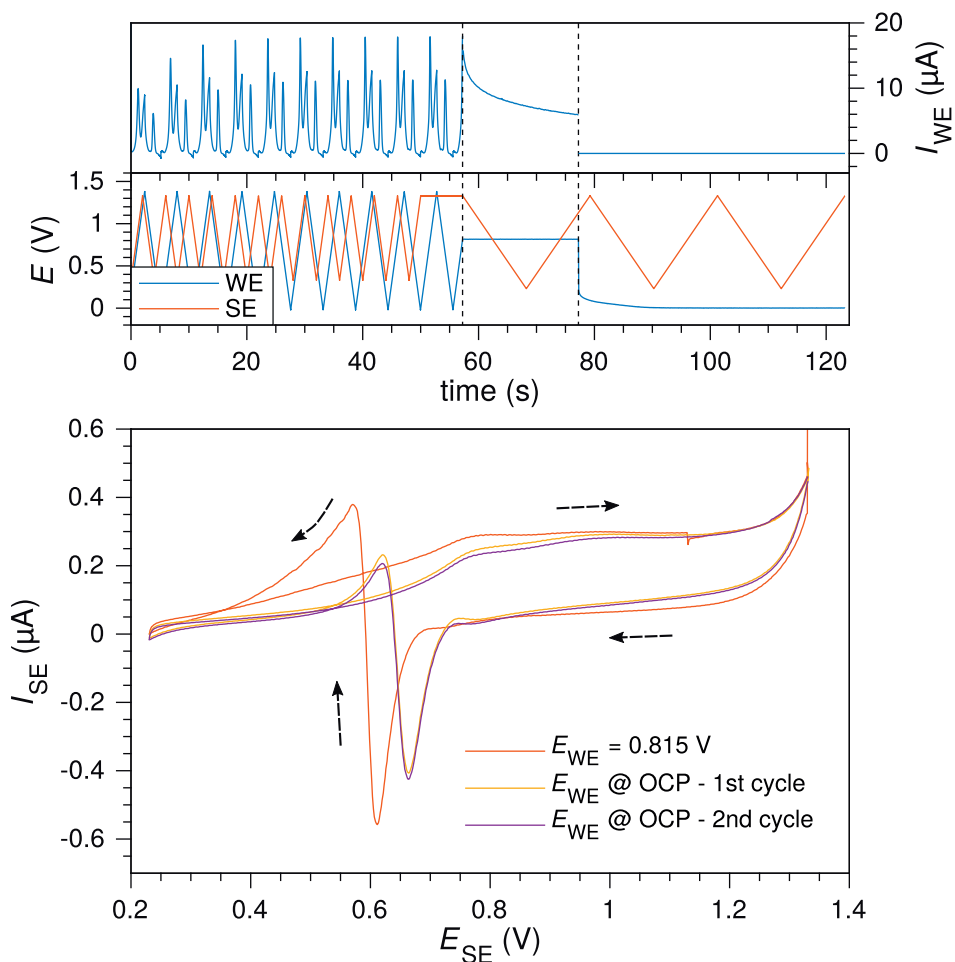 20
10
0
I_WE (µA)
1.5
1
0.5
0
E (V)
WE
SE
0 20 40 60 80 100 120
time (s)
0.6
0.4
0.2
0
-0.2
-0.4
-0.6
I_SE (µA)
E_WE = 0.815 V
E_WE @ OCP - 1st cycle
E_WE @ OCP - 2nd cycle
0.2 0.4 0.6 0.8 1 1.2 1.4
E_SE (V)